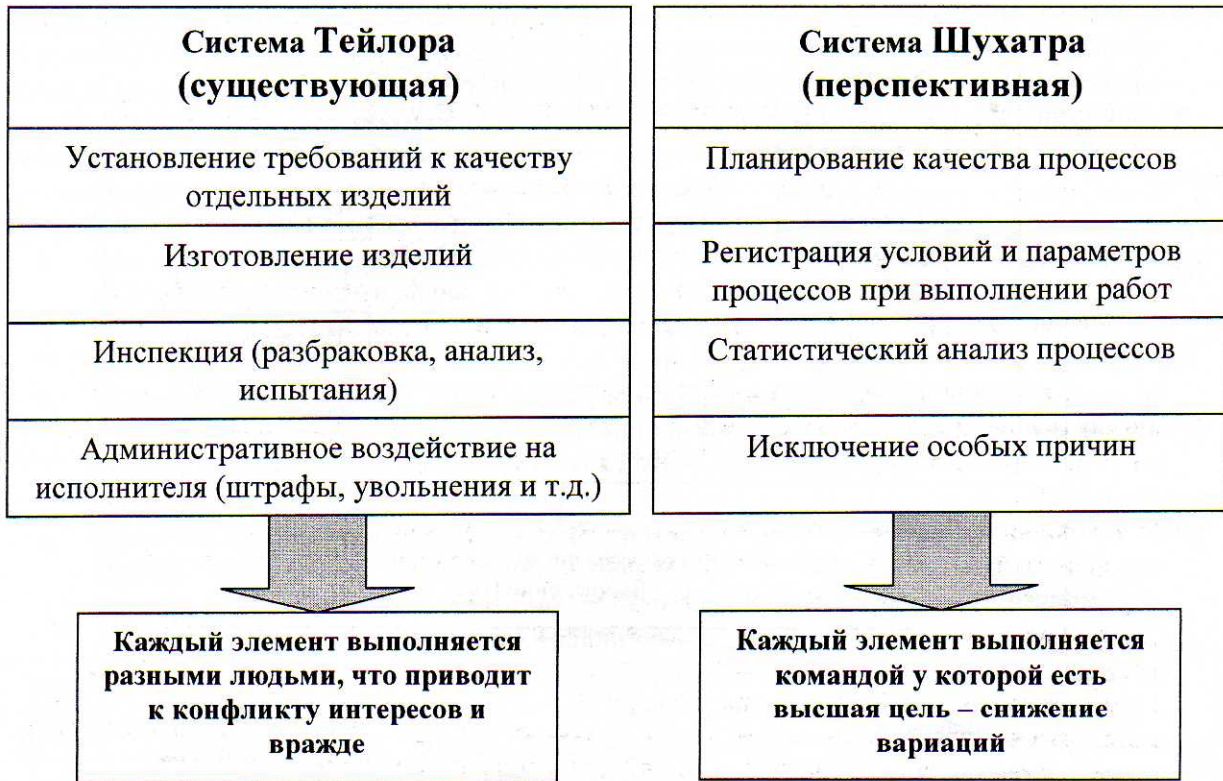 Система Тейлора
(существующая)
Установление требований к качеству
отдельных изделий
Изготовление изделий
Инспекция (разбраковка, анализ,
испытания)
Административное воздействие на
исполнителя (штрафы, увольнения и т.д.)
Каждый элемент выполняется
разными людьми, что приводит
к конфликту интересов и
вражде
Система Шухатра
(перспективная)
Планирование качества процессов
Регистрация условий и параметров
процессов при выполнении работ
Статистический анализ процессов
Исключение особых причин
Каждый элемент выполняется
командой у которой есть
высшая цель – снижение
вариаций